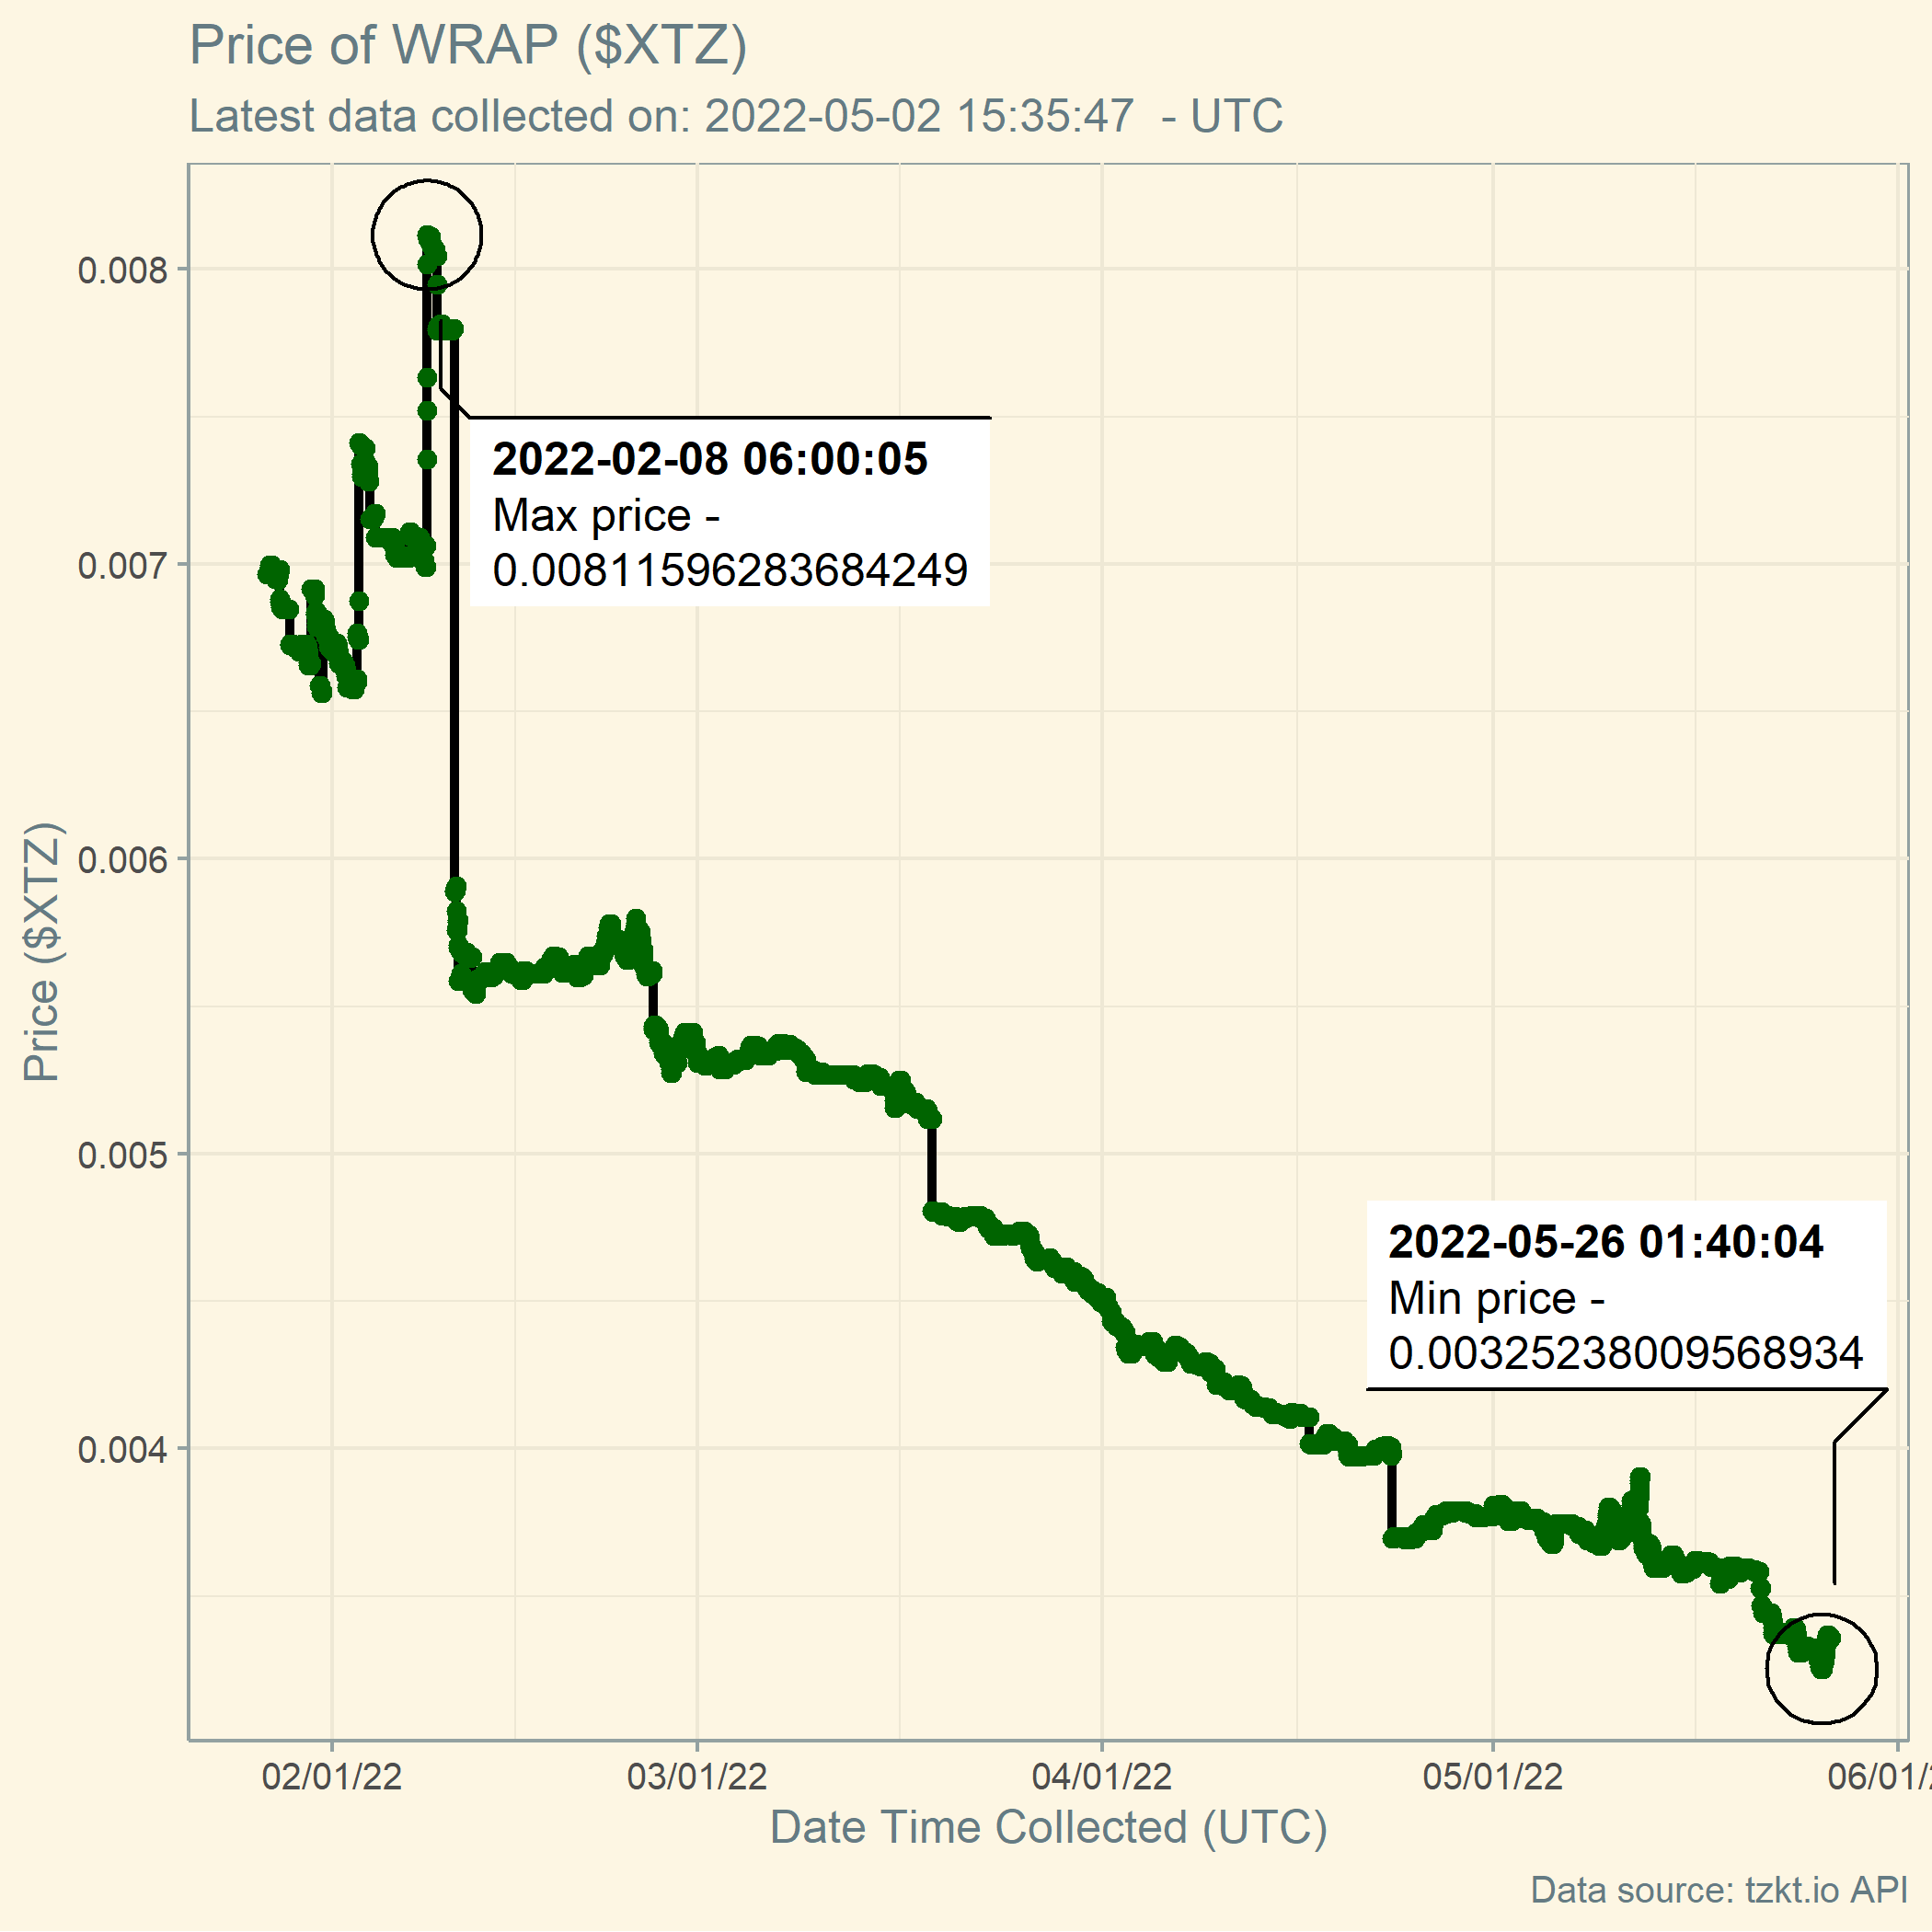 Price of WRAP ($XTZ)
Latest data collected on: 2022-05-02 15:35:47  - UTC
0.008
0.007
0.006
0.005
0.004
Price ($XTZ)
2022-02-08 06:00:05
Max price -
0.00811596283684249
2022-05-26 01:40:04
Min price -
0.00325238009568934
02/01/22
03/01/22
04/01/22
05/01/22
06/01/2
Date Time Collected (UTC)
Data source: tzkt.io API